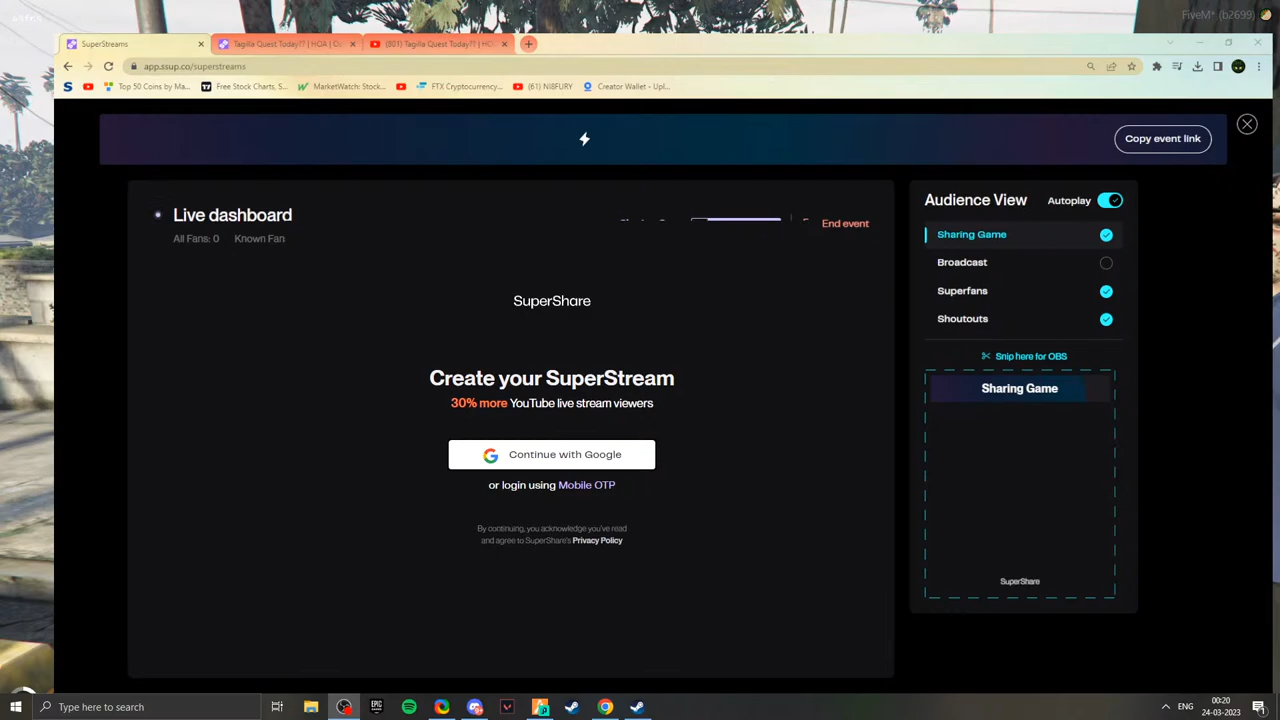 FiveM* (b2699)
SuperStreams
Tagilla Quest Today?? | HOA | Co
(801) Tagilla Quest Today?? | HO
app.ssup.co/superstreams
Top 50 Coins by Ma...
Free Stock Charts, S...
MarketWatch: Stock...
FTX Cryptocurrency...
(61) NI8FURY
Creator Wallet - Upl...
Copy event link
Live dashboard
End event
All Fans: 0
Known Fan
SuperShare
Create your SuperStream
30% more YouTube live stream viewers
Continue with Google
or login using Mobile OTP
By continuing, you acknowledge you've read
and agree to SuperShare's Privacy Policy
Audience View
Autoplay
Sharing Game
Broadcast
Superfans
Shoutouts
Snip here for OBS
Sharing Game
SuperShare
Type here to search
ENG
00:20
24-03-2023